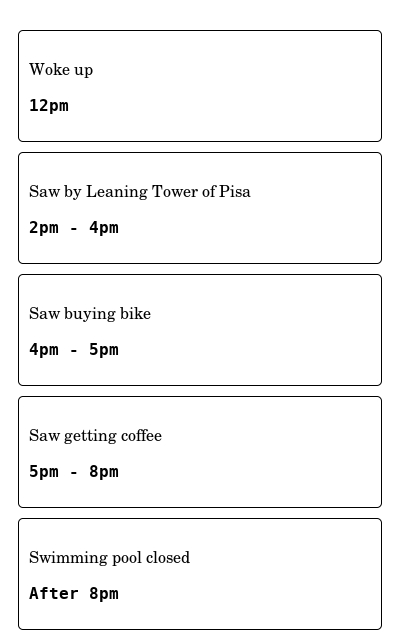 Woke up
12pm
Saw by Leaning Tower of Pisa
2pm - 4pm
Saw buying bike
4pm - 5pm
Saw getting coffee
5pm - 8pm
Swimming pool closed
After 8pm